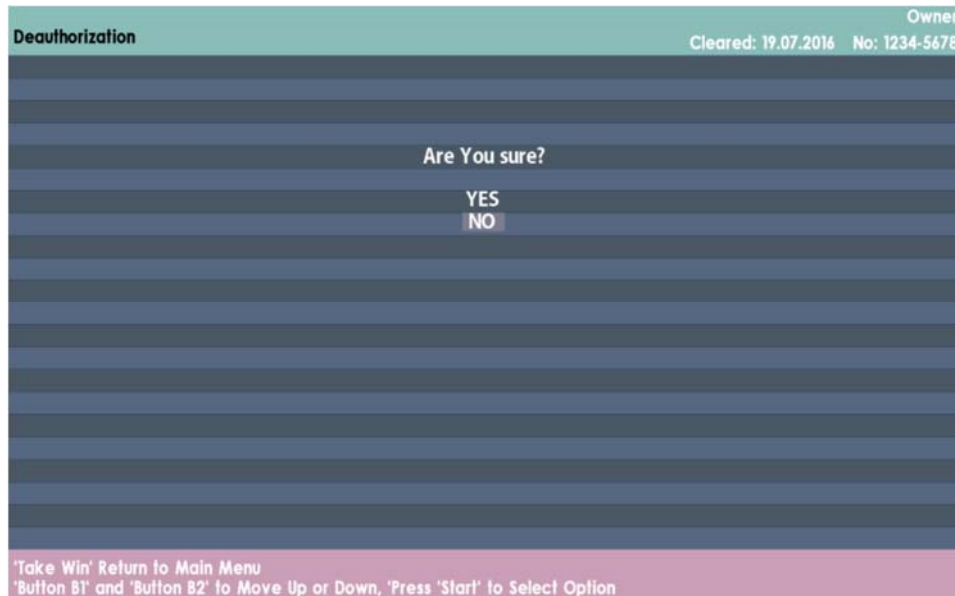 Owner
Deauthorization
Cleared: 19.07.2016 No: 1234-5678
Are You sure?
YES
NO
'Take Win' Return to Main Menu
'Button B1' and 'Button B2' to Move Up or Down, 'Press 'Start' to Select Option